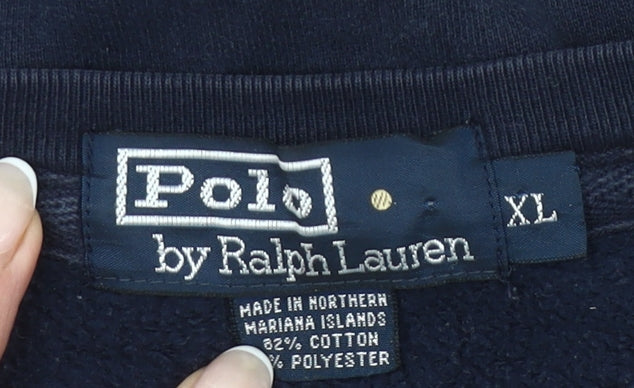 Polo
by Ralph Lauren
XL
MADE IN NORTHERN
MARIANA ISLANDS
82% COTTON
% POLYESTER